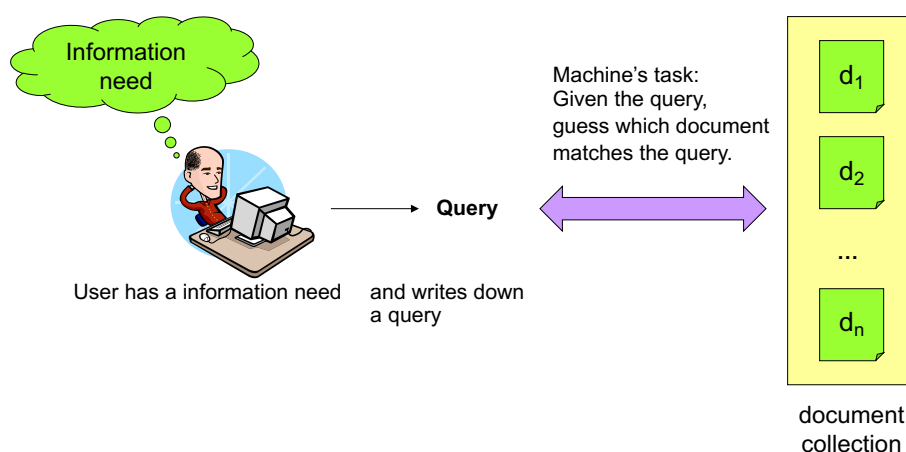 Information
need
Machine’s task:
Given the query,
guess which document
matches the query.
Query
User has a information need
and writes down
a query
d1
d2
...
dn
document
collection